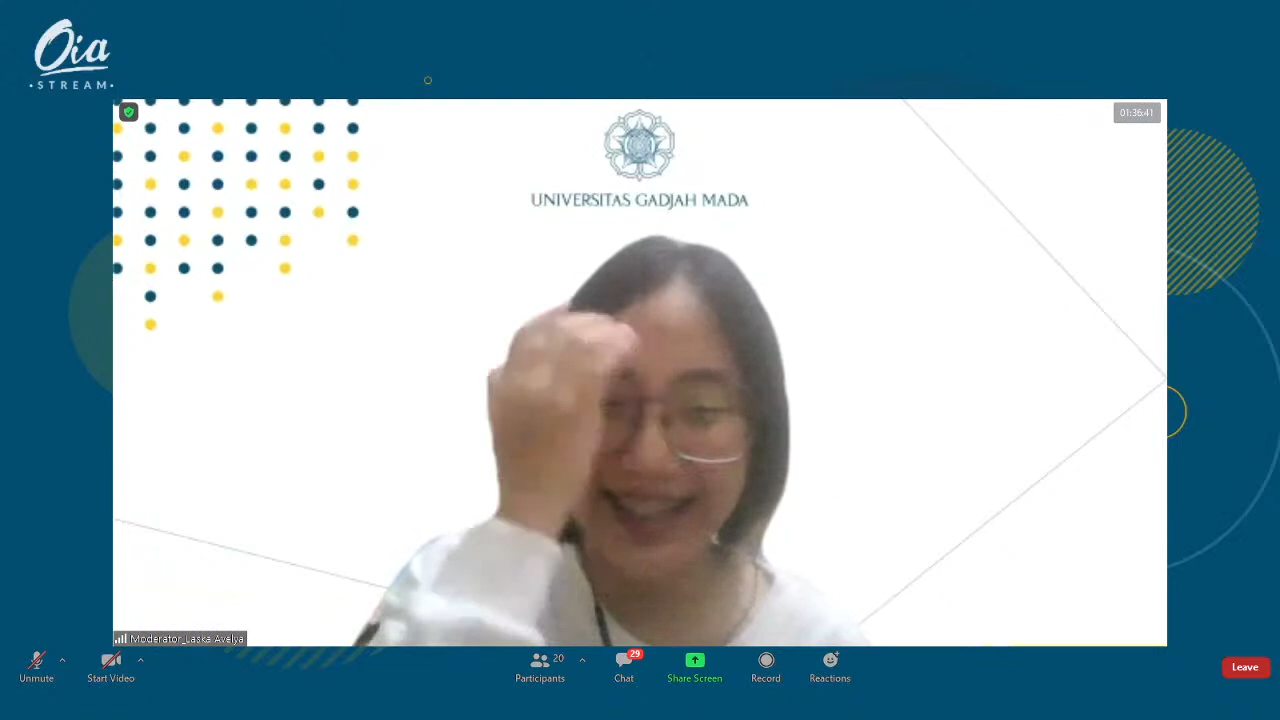 Oia
• STREAM •
01:36:41
UNIVERSITAS GADJAH MADA
Moderator_Laska Avelya
Unmute
Start Video
20
Participants
29
Chat
Share Screen
Record
Reactions
Leave